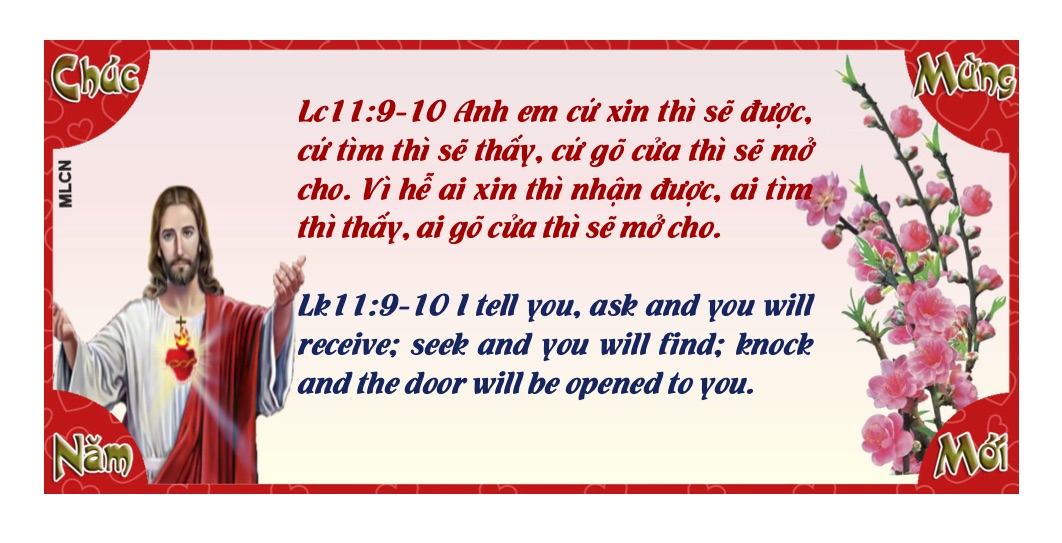 Chúc
Mừng
MLCN
Lc11:9-10 Anh em cứ xin thì sẽ được,
cứ tìm thì sẽ thấy, cứ gõ cửa thì sẽ mở
cho. Vì hễ ai xin thì nhận được, ai tìm
thì thấy, ai gõ cửa thì sẽ mở cho.
Lk11:9-10 I tell you, ask and you will
receive; seek and you will find; knock
and the door will be opened to you.
Năm
Mới